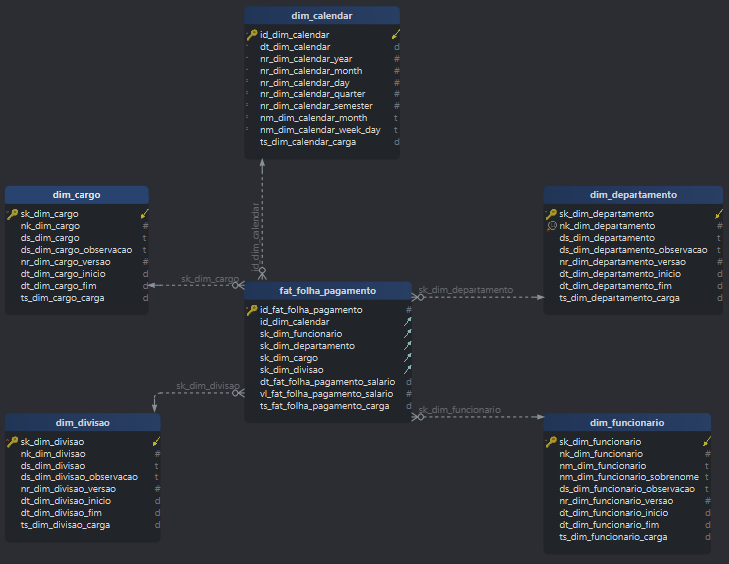 dim_calendar
id_dim_calendar
dt_dim_calendar d
nr_dim_calendar_year #
nr_dim_calendar_month #
nr_dim_calendar_day #
nr_dim_calendar_quarter #
nr_dim_calendar_semester #
nm_dim_calendar_month t
nm_dim_calendar_week_day t
ts_dim_calendar_carga d
dim_cargo
sk_dim_cargo
nk_dim_cargo #
ds_dim_cargo t
ds_dim_cargo_observacao t
nr_dim_cargo_versao #
dt_dim_cargo_inicio d
dt_dim_cargo_fim d
ts_dim_cargo_carga d
dim_departamento
sk_dim_departamento
nk_dim_departamento #
ds_dim_departamento t
ds_dim_departamento_observacao t
nr_dim_departamento_versao #
dt_dim_departamento_inicio d
dt_dim_departamento_fim d
ts_dim_departamento_carga d
id_dim_calendar
sk_dim_cargo
sk_dim_departamento
fat_folha_pagamento
id_fat_folha_pagamento #
id_dim_calendar
sk_dim_funcionario
sk_dim_departamento
sk_dim_cargo
sk_dim_divisao
dt_fat_folha_pagamento_salario d
vl_fat_folha_pagamento_salario #
ts_fat_folha_pagamento_carga d
sk_dim_divisao
sk_dim_funcionario
dim_divisao
sk_dim_divisao
nk_dim_divisao #
ds_dim_divisao t
ds_dim_divisao_observacao t
nr_dim_divisao_versao #
dt_dim_divisao_inicio d
dt_dim_divisao_fim d
ts_dim_divisao_carga d
dim_funcionario
sk_dim_funcionario
nk_dim_funcionario #
nm_dim_funcionario t
nm_dim_funcionario_sobrenome t
ds_dim_funcionario_observacao t
nr_dim_funcionario_versao #
dt_dim_funcionario_inicio d
dt_dim_funcionario_fim d
ts_dim_funcionario_carga d